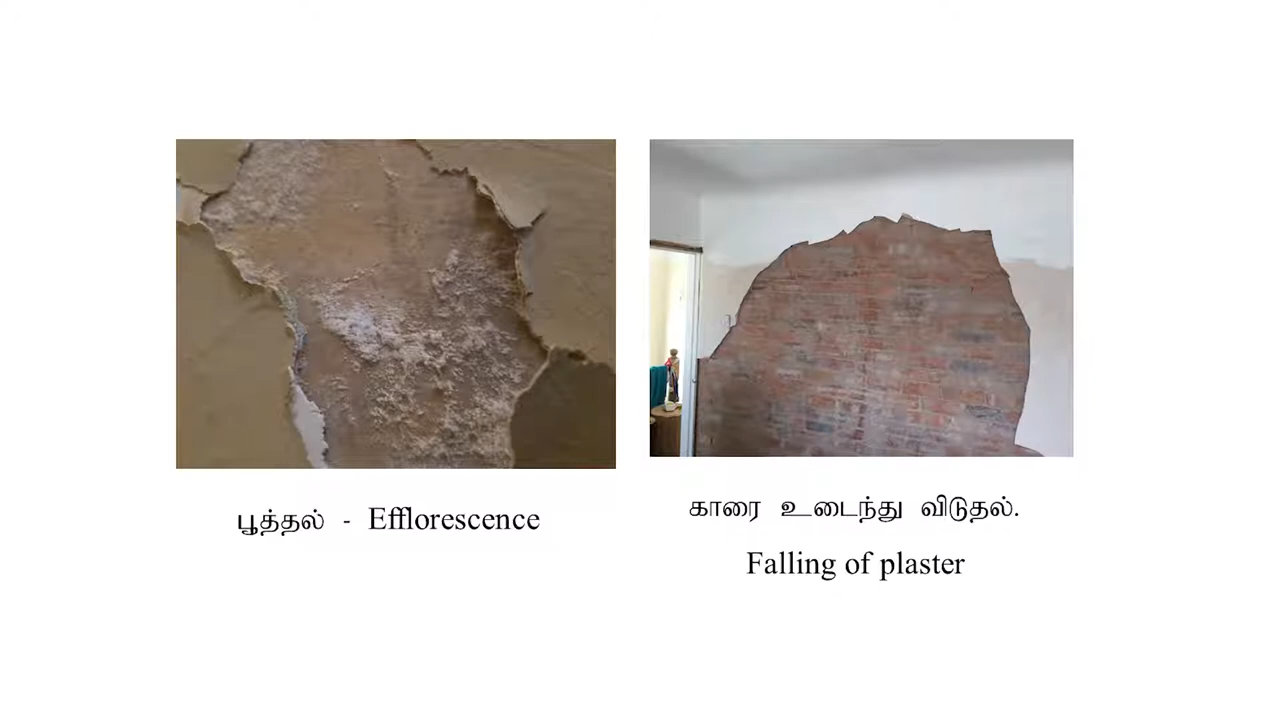 பூத்தல் - Efflorescence
காரை உடைந்து விடுதல்.
Falling of plaster